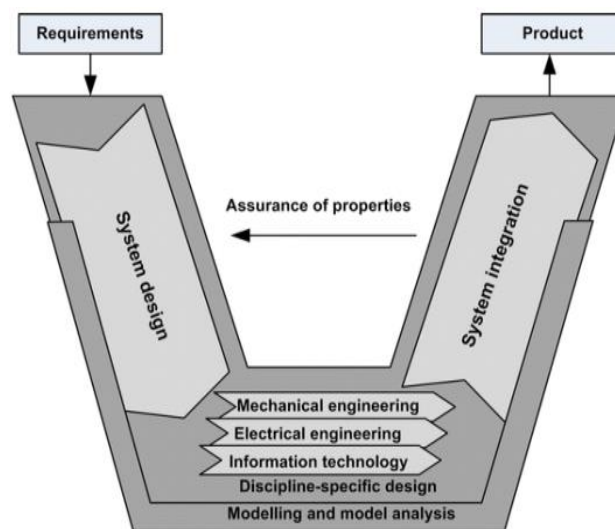 Requirements
Product
Assurance of properties
System design
System integration
Mechanical engineering
Electrical engineering
Information technology
Discipline-specific design
Modelling and model analysis